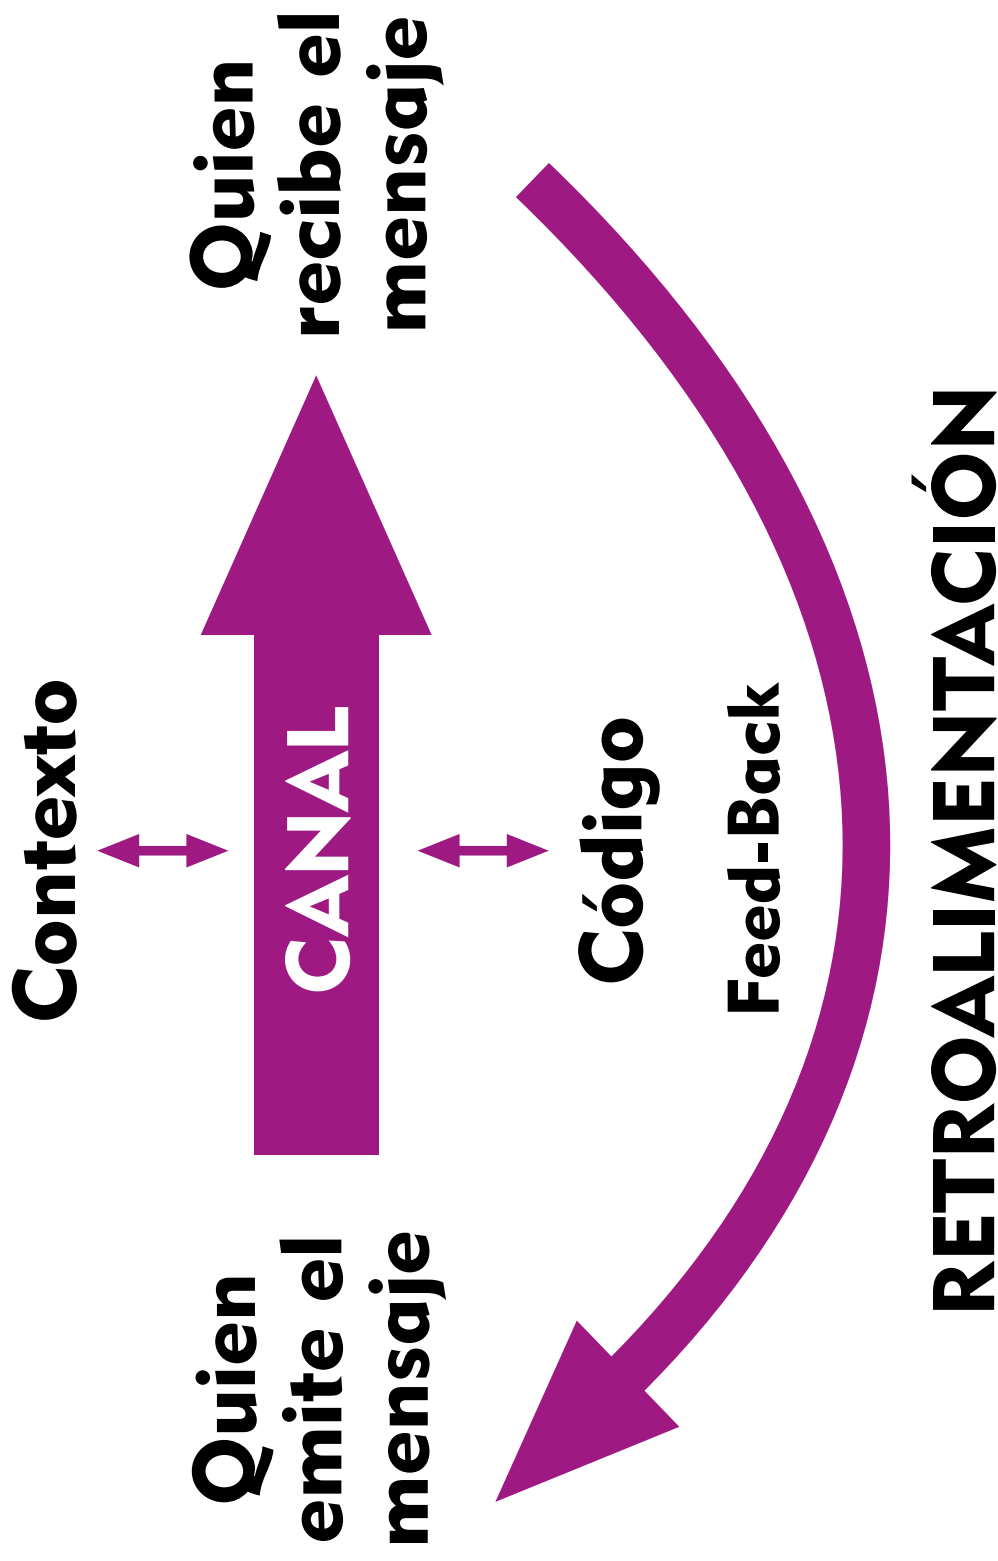 Contexto
Quien
emite el
mensaje
CANAL
Quien
recibe el
mensaje
Código
Feed-Back
RETROALIMENTACIÓN